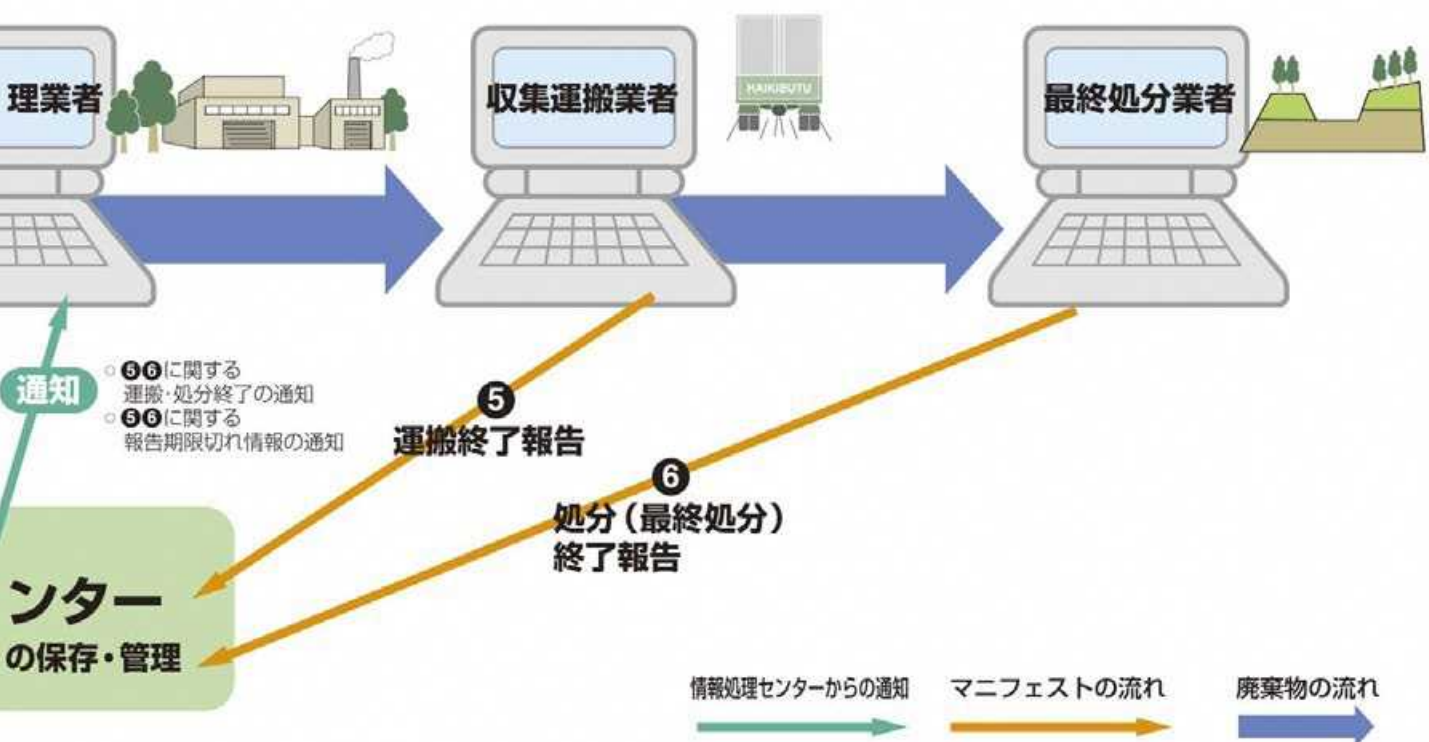 理業者
収集運搬業者
HAIKIBUTU
最終処分業者
通知
❺❻に関する
運搬・処分終了の通知
❺❻に関する
報告期限切れ情報の通知
❺
運搬終了報告
❻
処分(最終処分)
終了報告
ンター
の保存・管理
情報処理センターからの通知
マニフェストの流れ
廃棄物の流れ